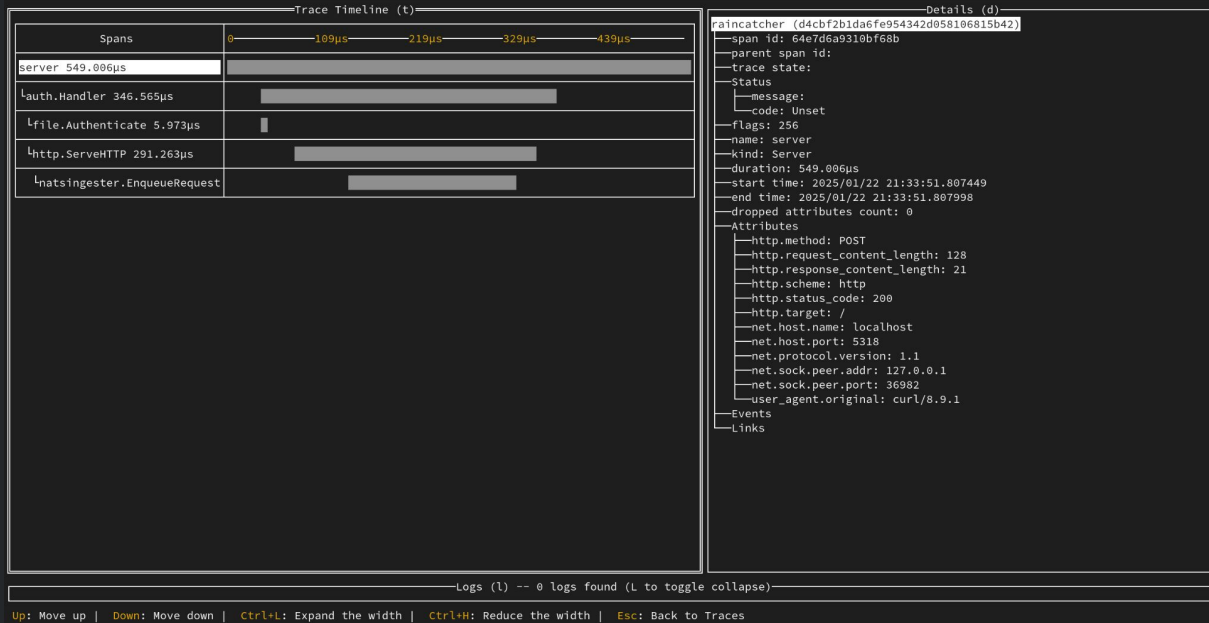 Trace Timeline (t)
Spans
0 109µs 219µs 329µs 439µs
server 549.006µs
auth.Handler 346.565µs
file.Authenticate 5.973µs
http.ServeHTTP 291.263µs
natsingester.EnqueueRequest
Details (d)
raincatcher (d4cbf2b1da6fe954342d058106815b42)
span id: 64e7d6a9310bf68b
parent span id:
trace state:
Status
message:
code: Unset
flags: 256
name: server
kind: Server
duration: 549.006µs
start time: 2025/01/22 21:33:51.807449
end time: 2025/01/22 21:33:51.807998
dropped attributes count: 0
Attributes
http.method: POST
http.request_content_length: 128
http.response_content_length: 21
http.scheme: http
http.status_code: 200
http.target: /
net.host.name: localhost
net.host.port: 5318
net.protocol.version: 1.1
net.sock.peer.addr: 127.0.0.1
net.sock.peer.port: 36982
user_agent.original: curl/8.9.1
Events
Links
Logs (l) -- 0 logs found (L to toggle collapse)
Up: Move up | Down: Move down | Ctrl+L: Expand the width | Ctrl+H: Reduce the width | Esc: Back to Traces